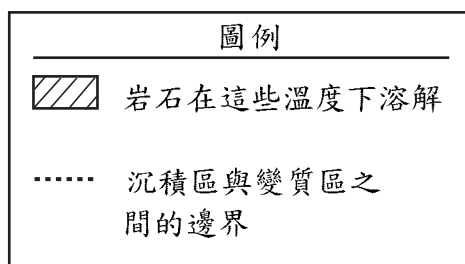 圖例
岩石在這些溫度下溶解
沉積區與變質區之
間的邊界